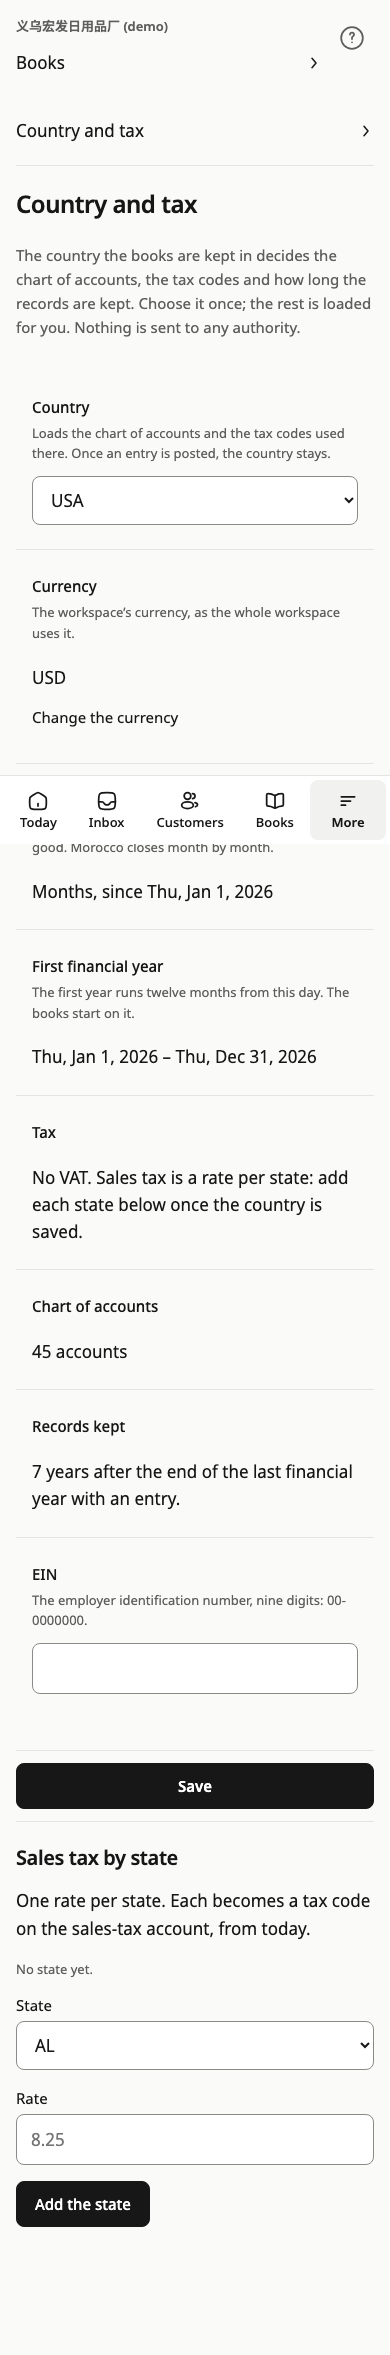 义乌宏发日用品厂 (demo)
Books
Country and tax
Country and tax
The country the books are kept in decides the
chart of accounts, the tax codes and how long the
records are kept. Choose it once; the rest is loaded
for you. Nothing is sent to any authority.
Country
Loads the chart of accounts and the tax codes used
there. Once an entry is posted, the country stays.
USA
Currency
The workspace’s currency, as the whole workspace
uses it.
USD
Change the currency
Today
Inbox
Customers
Books
More
good. Morocco closes month by month.
Months, since Thu, Jan 1, 2026
First financial year
The first year runs twelve months from this day. The
books start on it.
Thu, Jan 1, 2026 – Thu, Dec 31, 2026
Tax
No VAT. Sales tax is a rate per state: add
each state below once the country is
saved.
Chart of accounts
45 accounts
Records kept
7 years after the end of the last financial
year with an entry.
EIN
The employer identification number, nine digits: 00-
0000000.
Save
Sales tax by state
One rate per state. Each becomes a tax code
on the sales-tax account, from today.
No state yet.
State
AL
Rate
8.25
Add the state